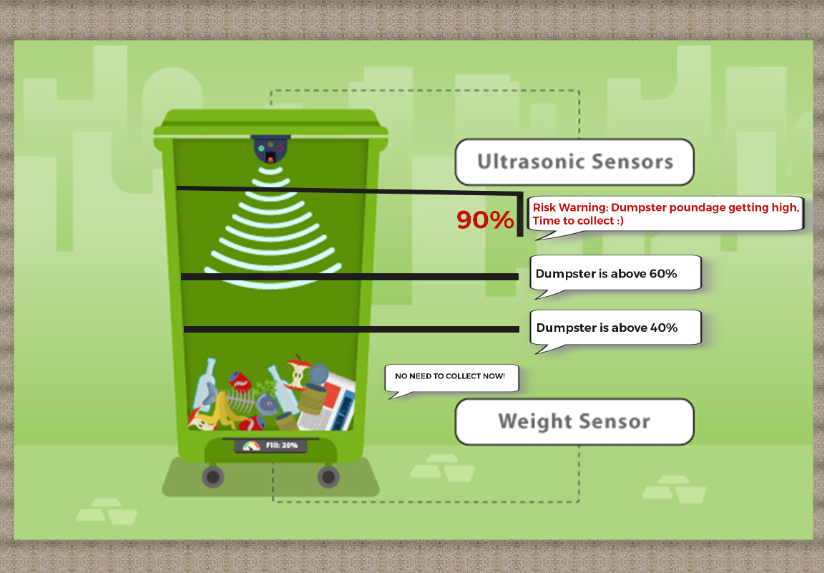 Ultrasonic Sensors
90%
Risk Warning: Dumpster poundage getting high,
Time to collect :)
Dumpster is above 60%
Dumpster is above 40%
NO NEED TO COLLECT NOW!
Weight Sensor
Fill: 20%